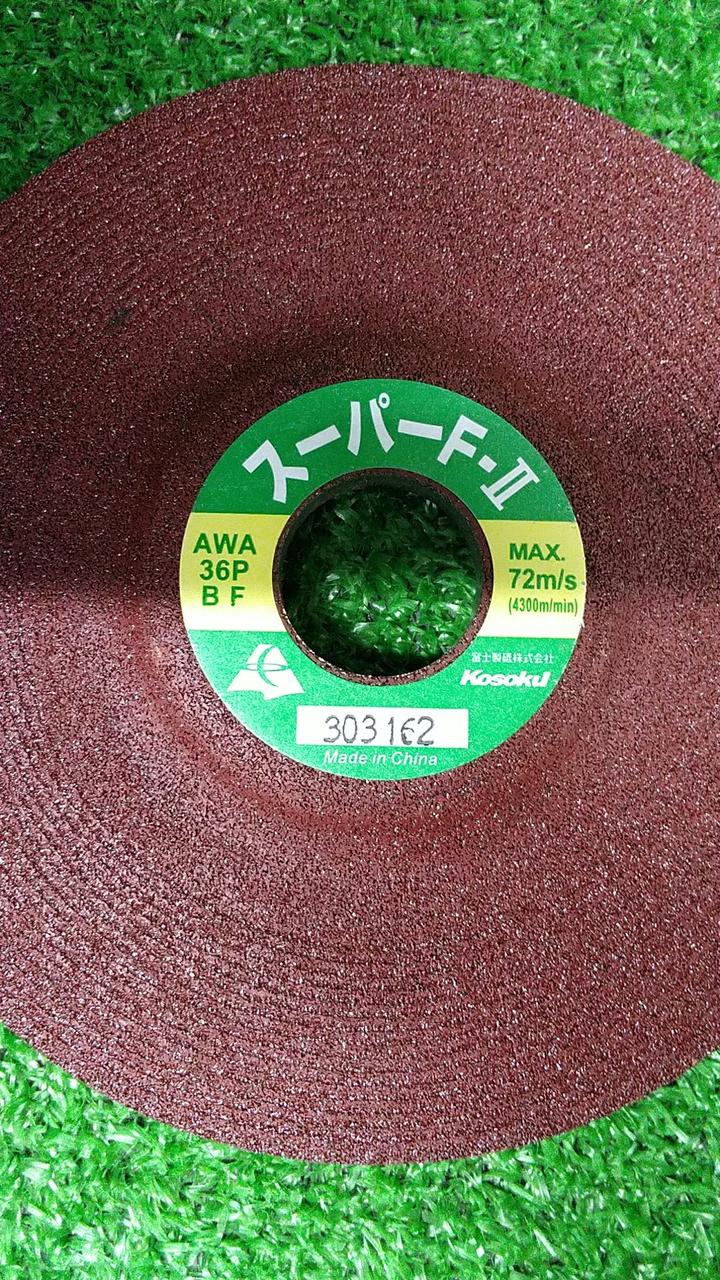 スーパーF-II
AWA
36P
B F
MAX.
72m/s
(4300m/min)
富士製砥株式会社
Kosoku
303162
Made in China